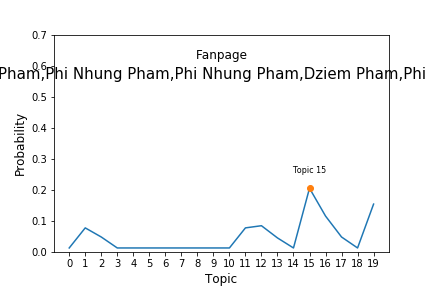 0.7
Fanpage
0.6
Pham,Phi Nhung Pham,Phi Nhung Pham,Dziem Pham,Phi
0.5
0.4
0.3
Topic 15
0.2
0.1
0.0
Probability
0 1 2 3 4 5 6 7 8 9 10 11 12 13 14 15 16 17 18 19
Topic